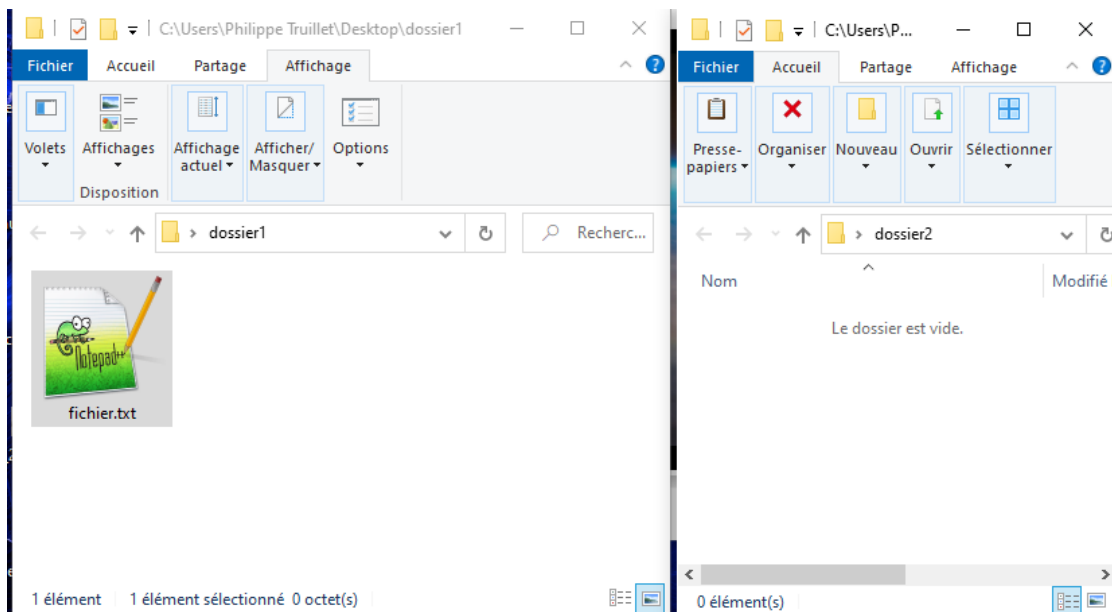 C:\Users\Philippe Truillet\Desktop\dossier1
Fichier Accueil Partage Affichage
Volets Affichages Affichage actuel Afficher/ Masquer Options
Disposition
dossier1 Recherc...
Notepad++
fichier.txt
1 élément 1 élément sélectionné 0 octet(s)
C:\Users\P...
Fichier Accueil Partage Affichage
Presse-papiers Organiser Nouveau Ouvrir Sélectionner
dossier2
Nom Modifié
Le dossier est vide.
0 élément(s)